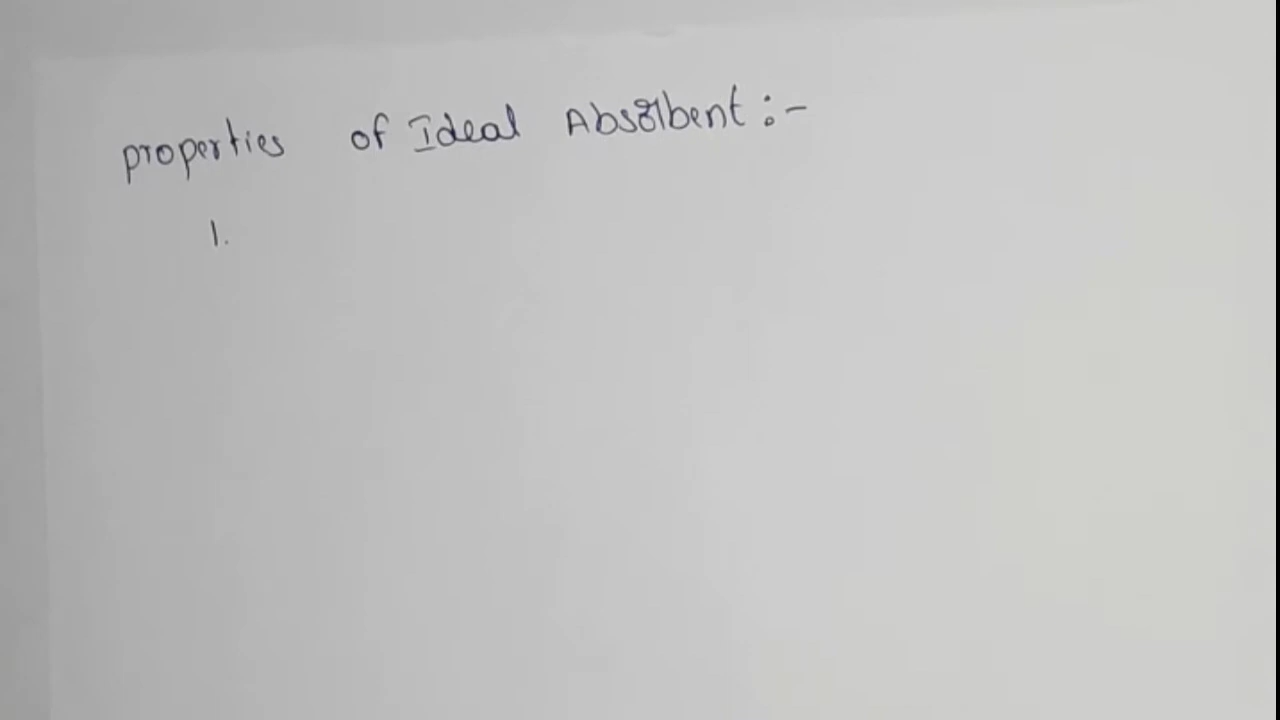 properties of Ideal Absorbent :-
1.